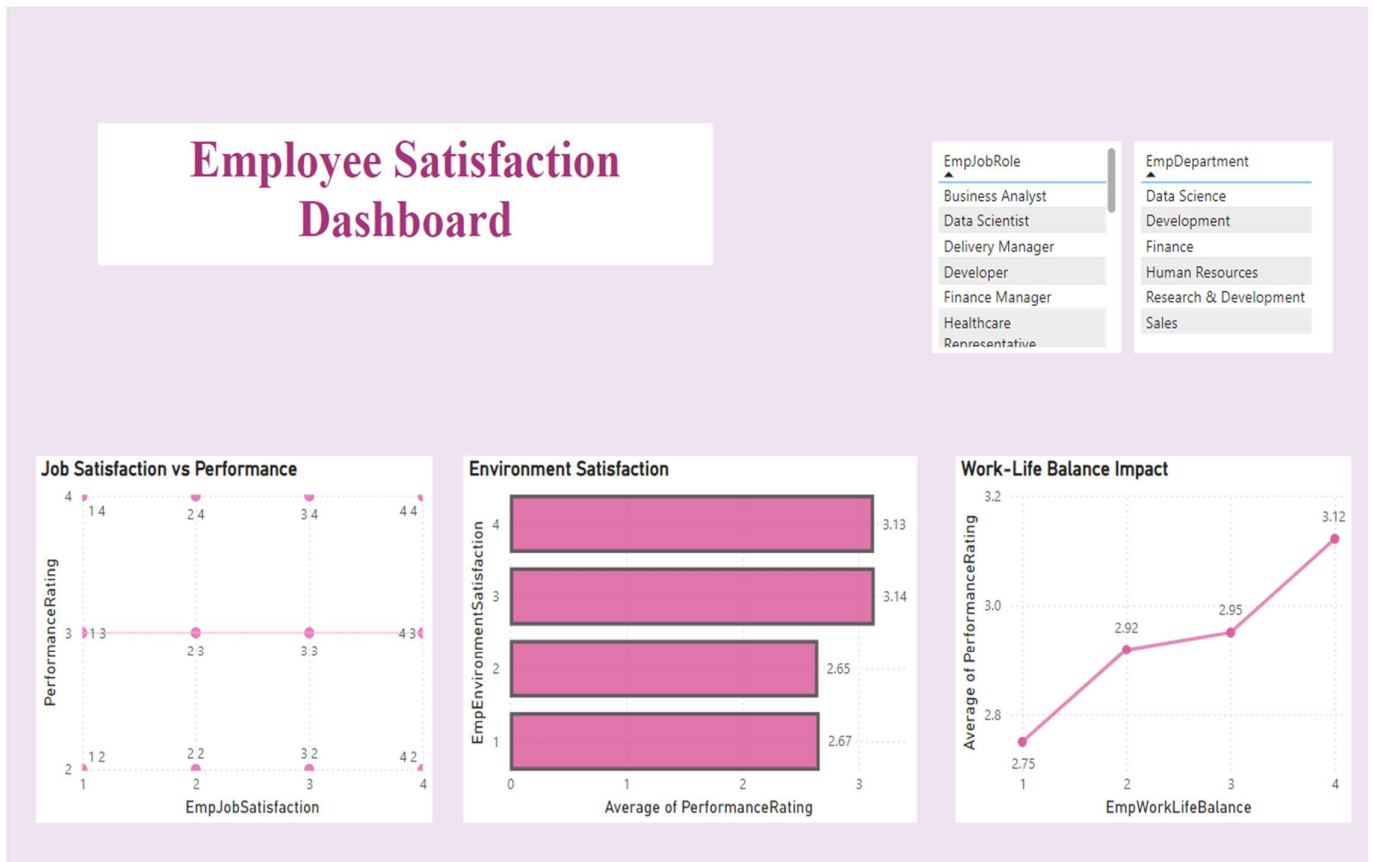 Employee Satisfaction
Dashboard
EmpJobRole
Business Analyst
Data Scientist
Delivery Manager
Developer
Finance Manager
Healthcare
Representative
EmpDepartment
Data Science
Development
Finance
Human Resources
Research & Development
Sales
Job Satisfaction vs Performance
PerformanceRating
4
1 4
2 4
3 4
4 4
3
1 3
2 3
3 3
4 3
2
1 2
2 2
3 2
4 2
1
2
3
4
EmpJobSatisfaction
Environment Satisfaction
EmpEnvironmentSatisfaction
4
3.13
3
3.14
2
2.65
1
2.67
0
1
2
3
Average of PerformanceRating
Work-Life Balance Impact
Average of PerformanceRating
3.2
3.0
2.8
2.75
2.92
2.95
3.12
1
2
3
4
EmpWorkLifeBalance